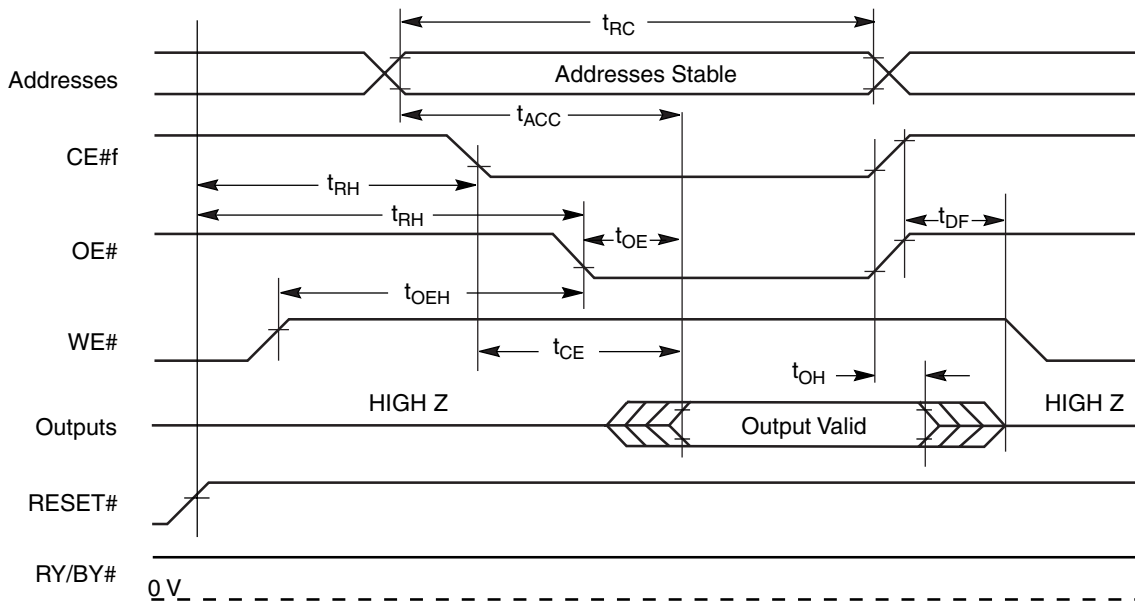 tRC
Addresses
Addresses Stable
tACC
CE#f
tRH
tRH
tDF
OE#
tOE
tOEH
WE#
tCE
tOH
HIGH Z
HIGH Z
Outputs
Output Valid
RESET#
RY/BY#
0 V